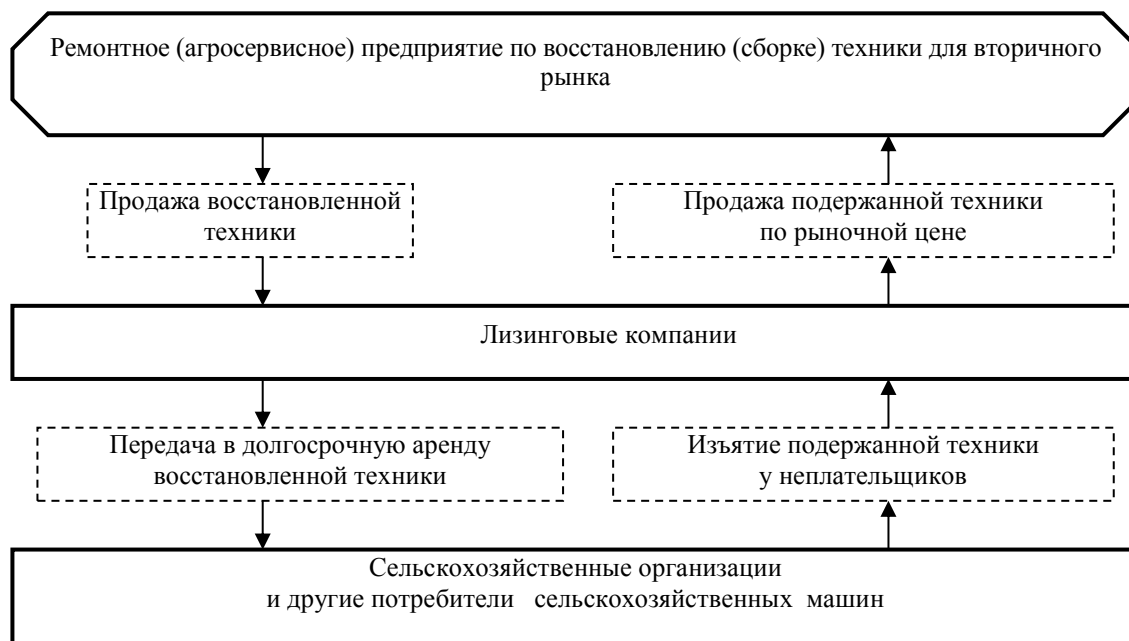 Ремонтное (агросервисное) предприятие по восстановлению (сборке) техники для вторичного
рынка
Продажа восстановленной
техники
Продажа подержанной техники
по рыночной цене
Лизинговые компании
Передача в долгосрочную аренду
восстановленной техники
Изъятие подержанной техники
у неплательщиков
Сельскохозяйственные организации
и другие потребители сельскохозяйственных машин